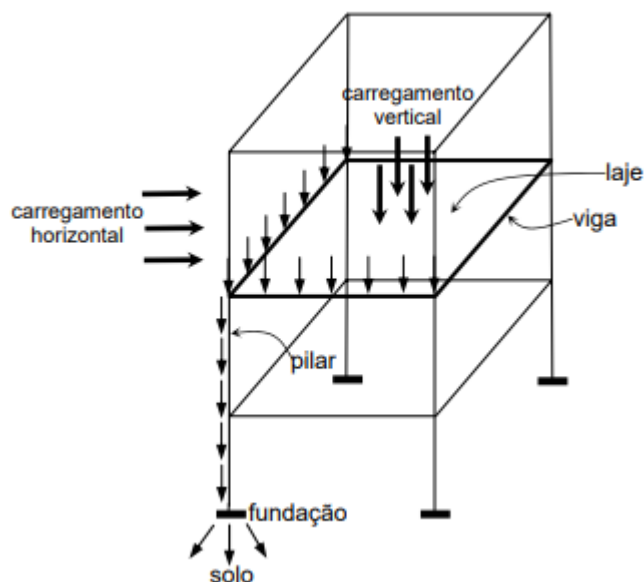 carregamento
vertical
laje
viga
carregamento
horizontal
pilar
fundação
solo